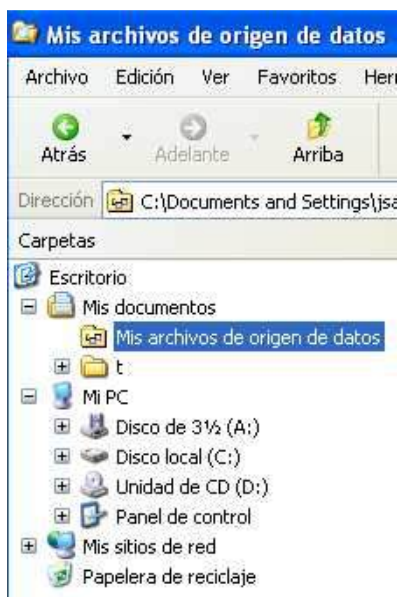 Mis archivos de origen de datos
Archivo Edición Ver Favoritos
Atrás Adelante Arriba
Dirección C:\Documents and Settings\jsa
Carpetas
Escritorio
Mis documentos
Mis archivos de origen de datos
t
Mi PC
Disco de 3½ (A:)
Disco local (C:)
Unidad de CD (D:)
Panel de control
Mis sitios de red
Papelera de reciclaje